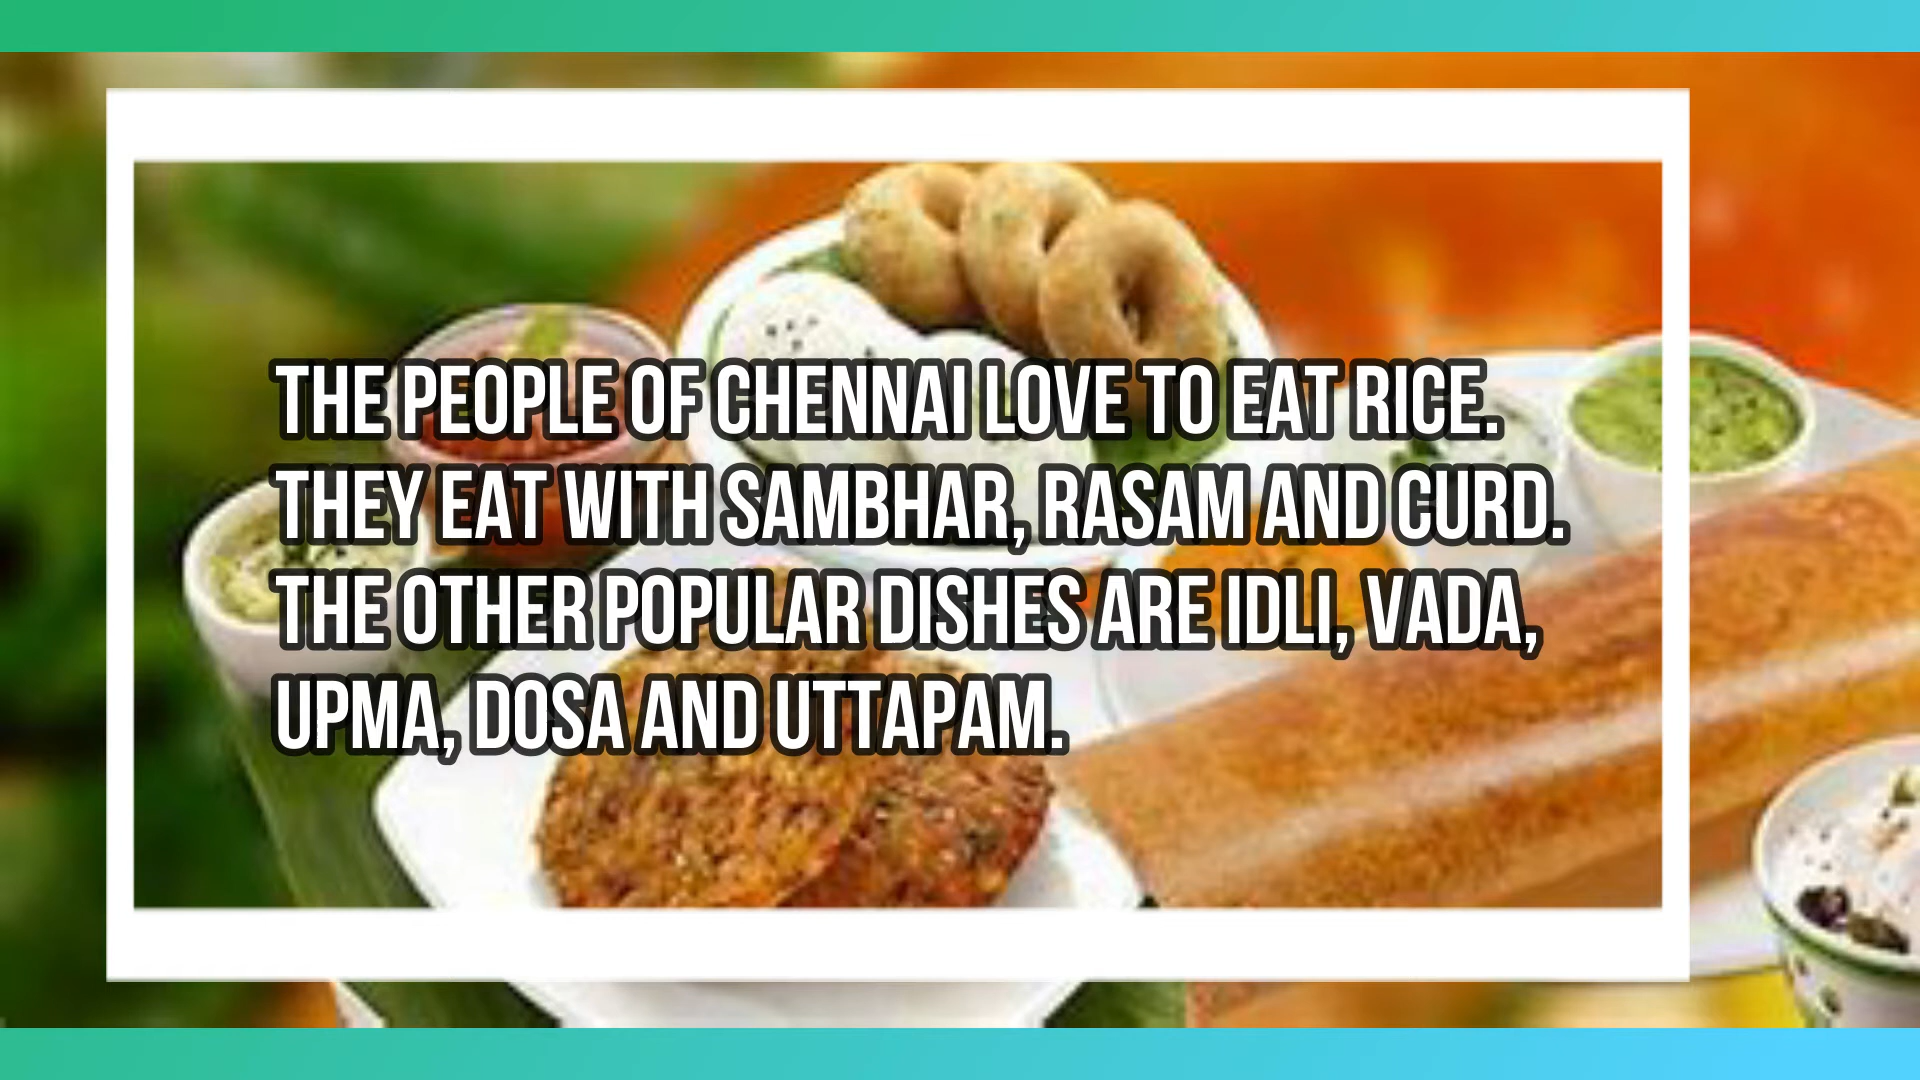 THE PEOPLE OF CHENNAI LOVE TO EAT RICE.
THEY EAT WITH SAMBHAR, RASAM AND CURD.
THE OTHER POPULAR DISHES ARE IDLI, VADA,
UPMA, DOSA AND UTTAPAM.